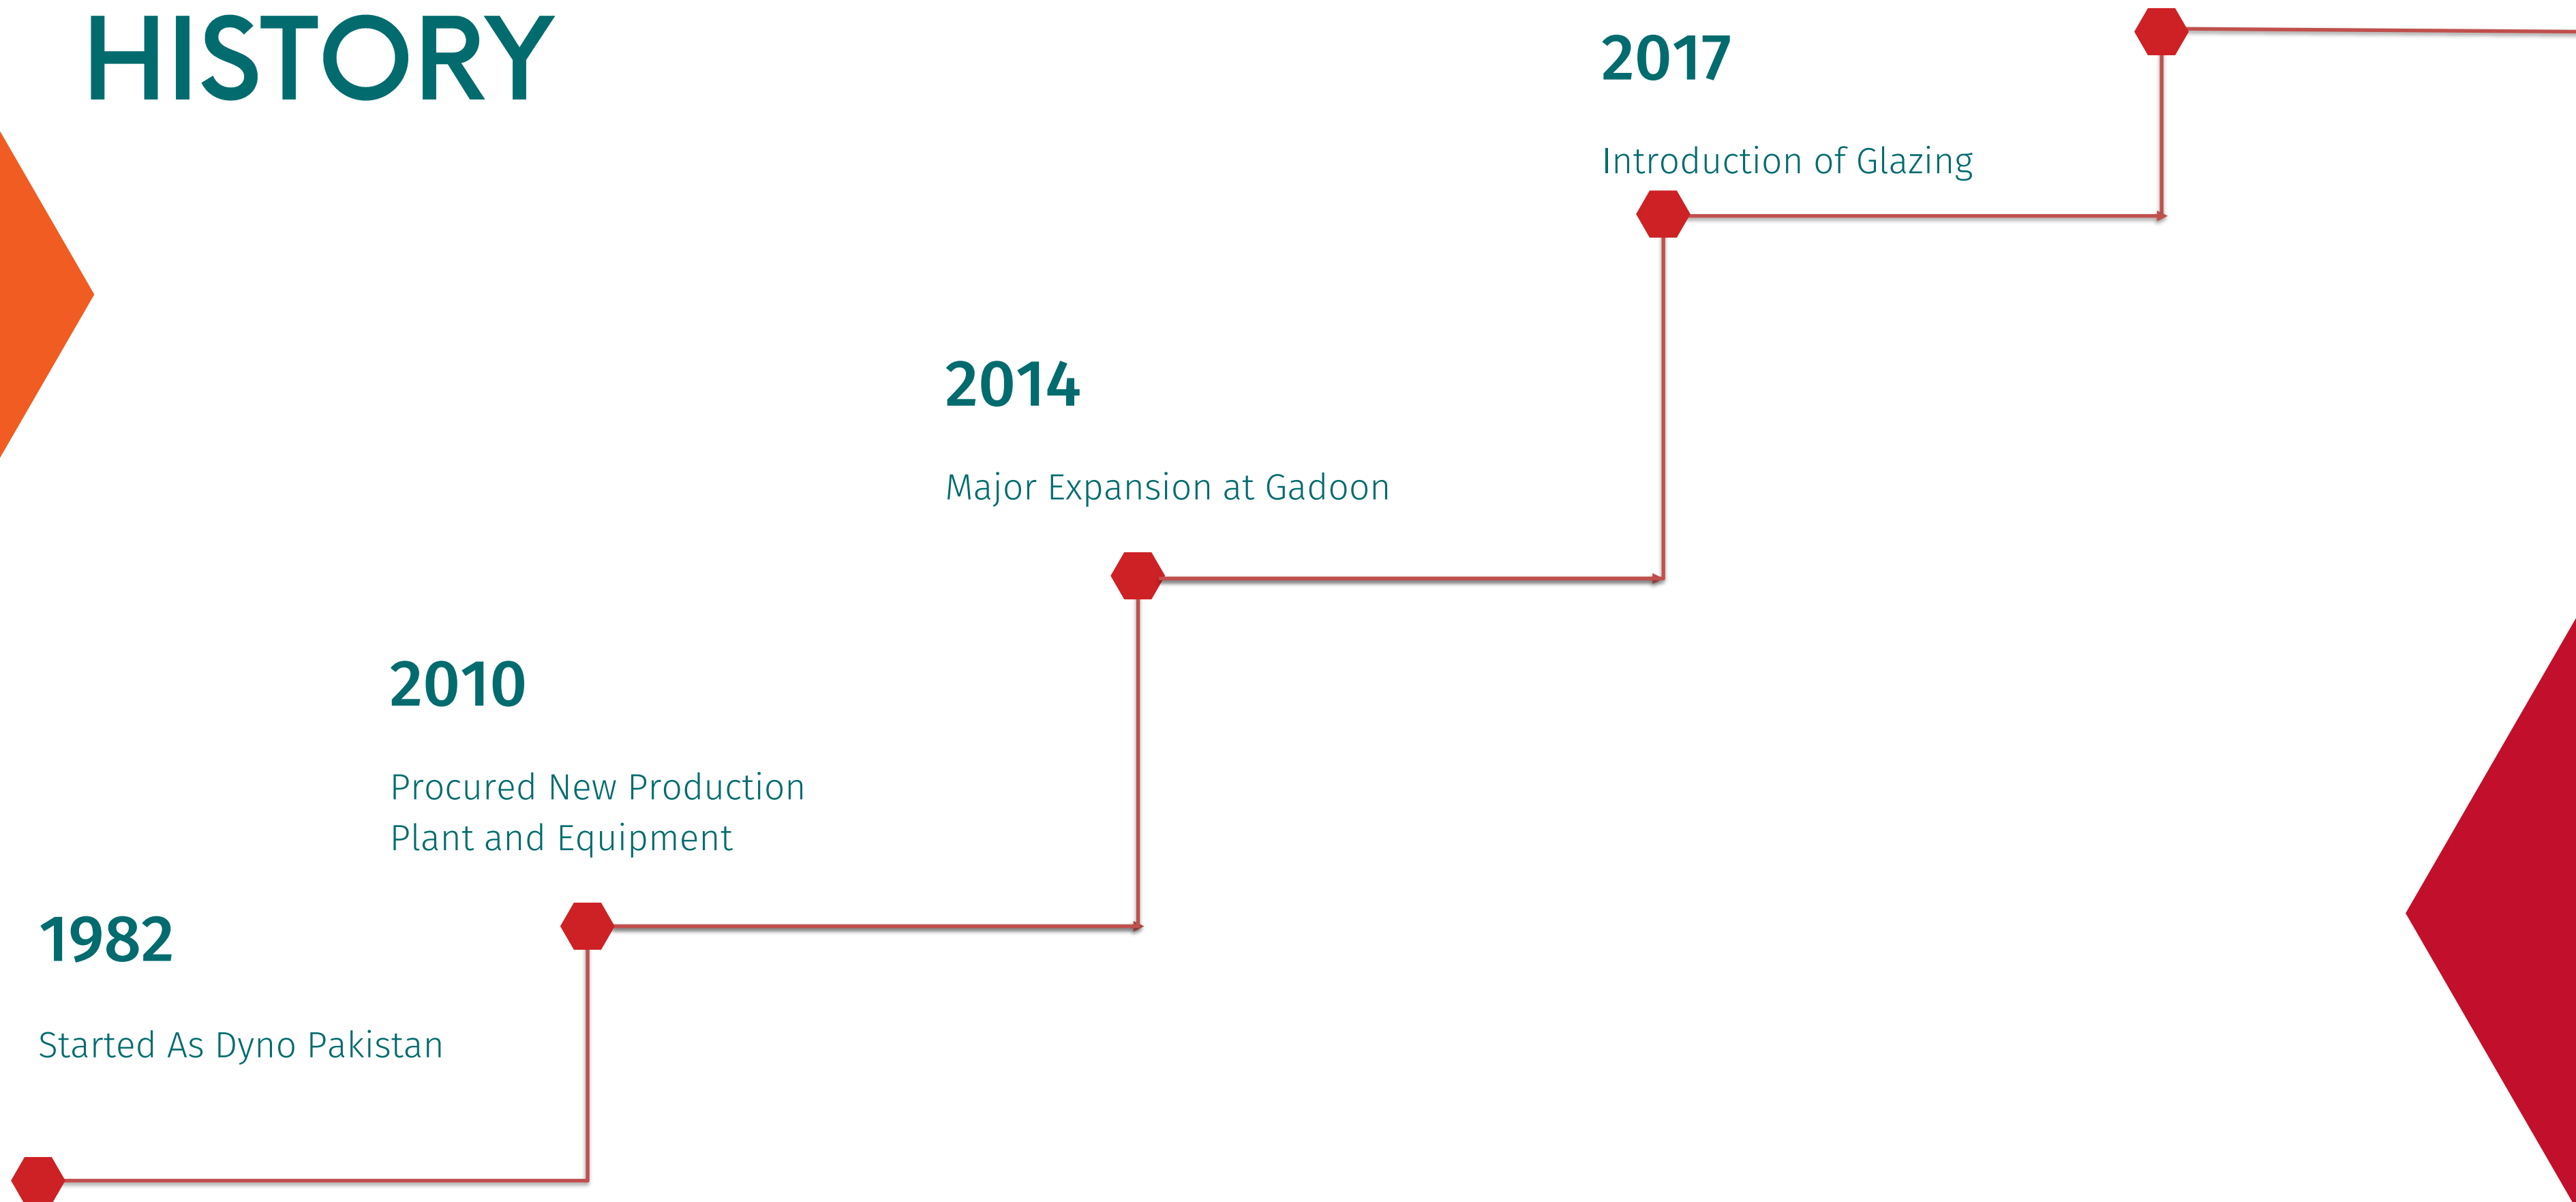 HISTORY
2017
Introduction of Glazing
2014
Major Expansion at Gadoon
2010
Procured New Production
Plant and Equipment
1982
Started As Dyno Pakistan